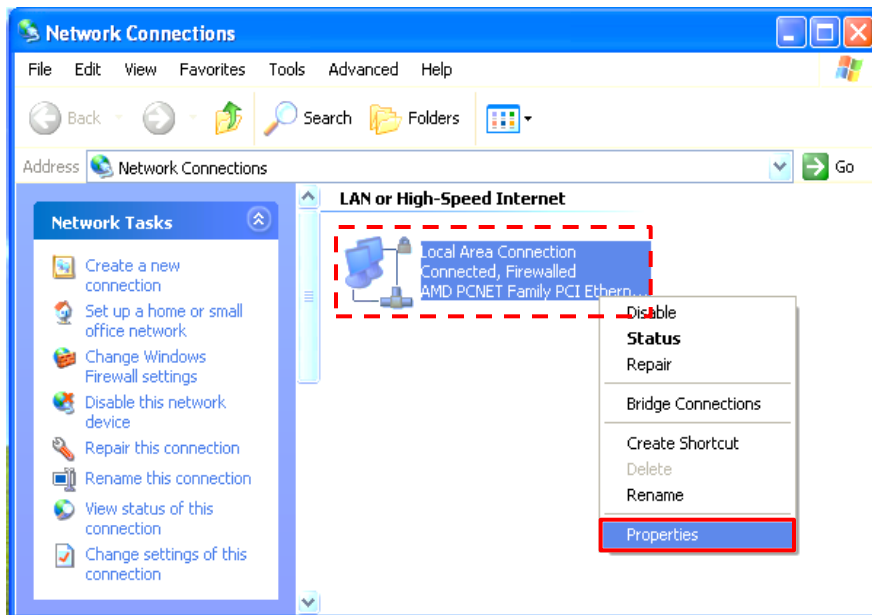 Network Connections
File Edit View Favorites Tools Advanced Help
Back Search Folders
Address Network Connections Go
Network Tasks
Create a new
connection
Set up a home or small
office network
Change Windows
Firewall settings
Disable this network
device
Repair this connection
Rename this connection
View status of this
connection
Change settings of this
connection
LAN or High-Speed Internet
Local Area Connection
Connected, Firewalled
AMD PCNET Family PCI Ethern...
Disable
Status
Repair
Bridge Connections
Create Shortcut
Delete
Rename
Properties